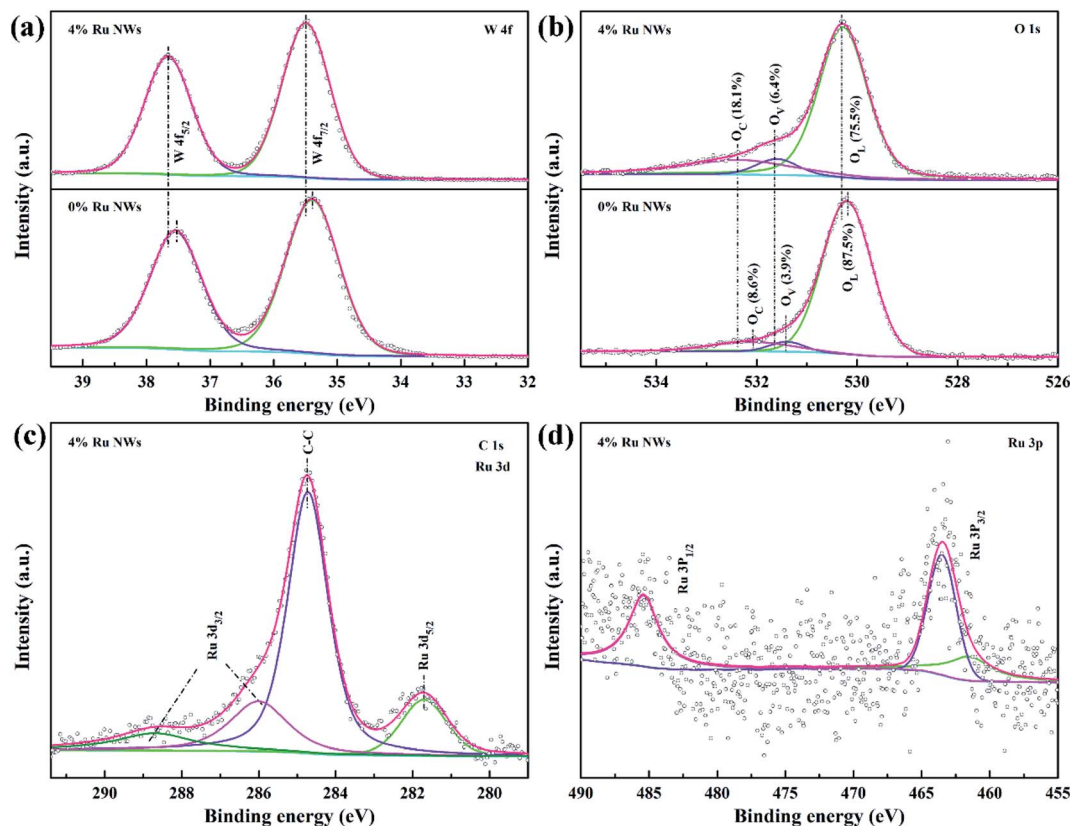 (a)
4% Ru NWs
W 4f
W 4f5/2
W 4f7/2
0% Ru NWs
Intensity (a.u.)
39 38 37 36 35 34 33 32
Binding energy (eV)
(b)
4% Ru NWs
O 1s
OC (18.1%)
OV (6.4%)
OL (75.5%)
0% Ru NWs
OC (8.6%)
OV (3.9%)
OL (87.5%)
Intensity (a.u.)
534 532 530 528 526
Binding energy (eV)
(c)
4% Ru NWs
C 1s
Ru 3d
C-C
Ru 3d3/2
Ru 3d5/2
Intensity (a.u.)
290 288 286 284 282 280
Binding energy (eV)
(d)
4% Ru NWs
Ru 3p
Ru 3P1/2
Ru 3P3/2
Intensity (a.u.)
490 485 480 475 470 465 460 455
Binding energy (eV)